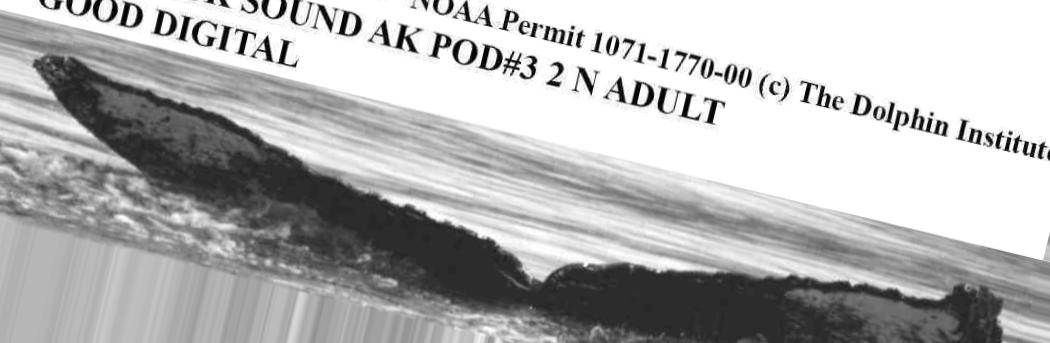 NOAA Permit 1071-1770-00 (c) The Dolphin Institute
SOUND AK POD#3 2 N ADULT
GOOD DIGITAL